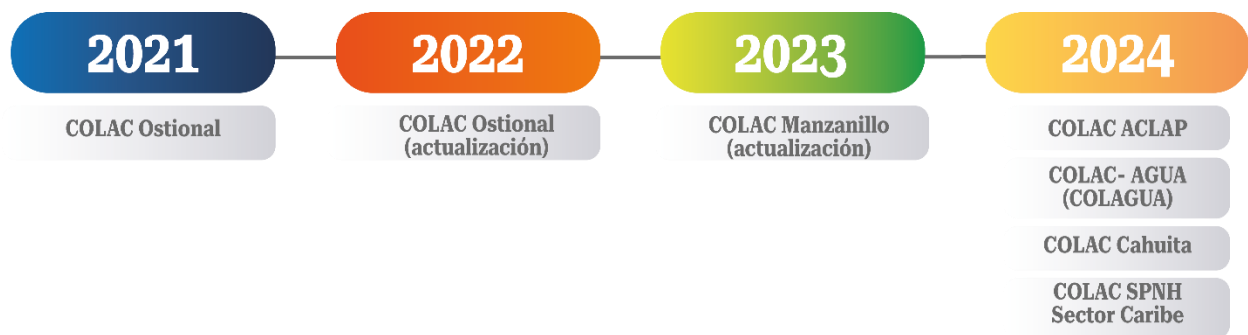 2021
2022
2023
2024
COLAC Ostional
COLAC Ostional
(actualización)
COLAC Manzanillo
(actualización)
COLAC ACLAP
COLAC- AGUA
(COLAGUA)
COLAC Cahuita
COLAC SPNH
Sector Caribe